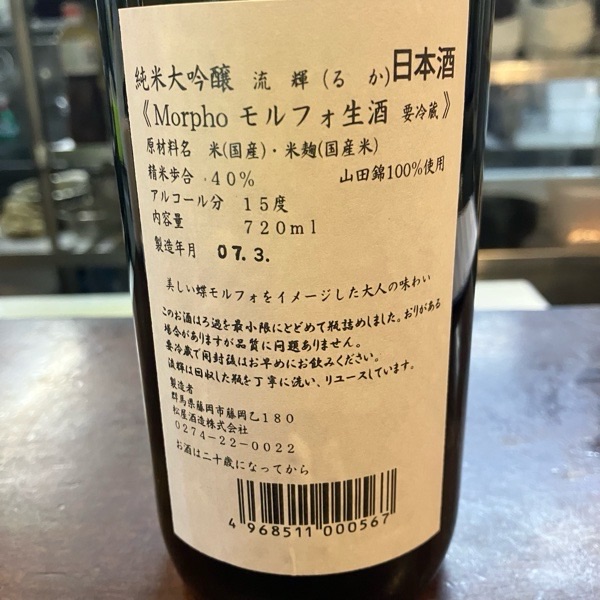 純米大吟醸 流 輝 (る か) 日本酒
《Morpho モルフォ生酒 要冷蔵》
原材料名 米(国産)・米麹(国産米)
精米歩合 40% 山田錦100%使用
アルコール分 15度
内容量 720ml
製造年月 07.3.
美しい蝶モルフォをイメージした大人の味わい
このお酒はろ過を最小限にとどめて瓶詰めしました。おりがある
場合がありますが品質に問題ありません。
要冷蔵で開封後はお早めにお飲みください。
流輝は回収した瓶を丁寧に洗い、リユースしています。
製造者
群馬県藤岡市藤岡乙180
松屋酒造株式会社
0274-22-0022
お酒は二十歳になってから
4 968511 000567